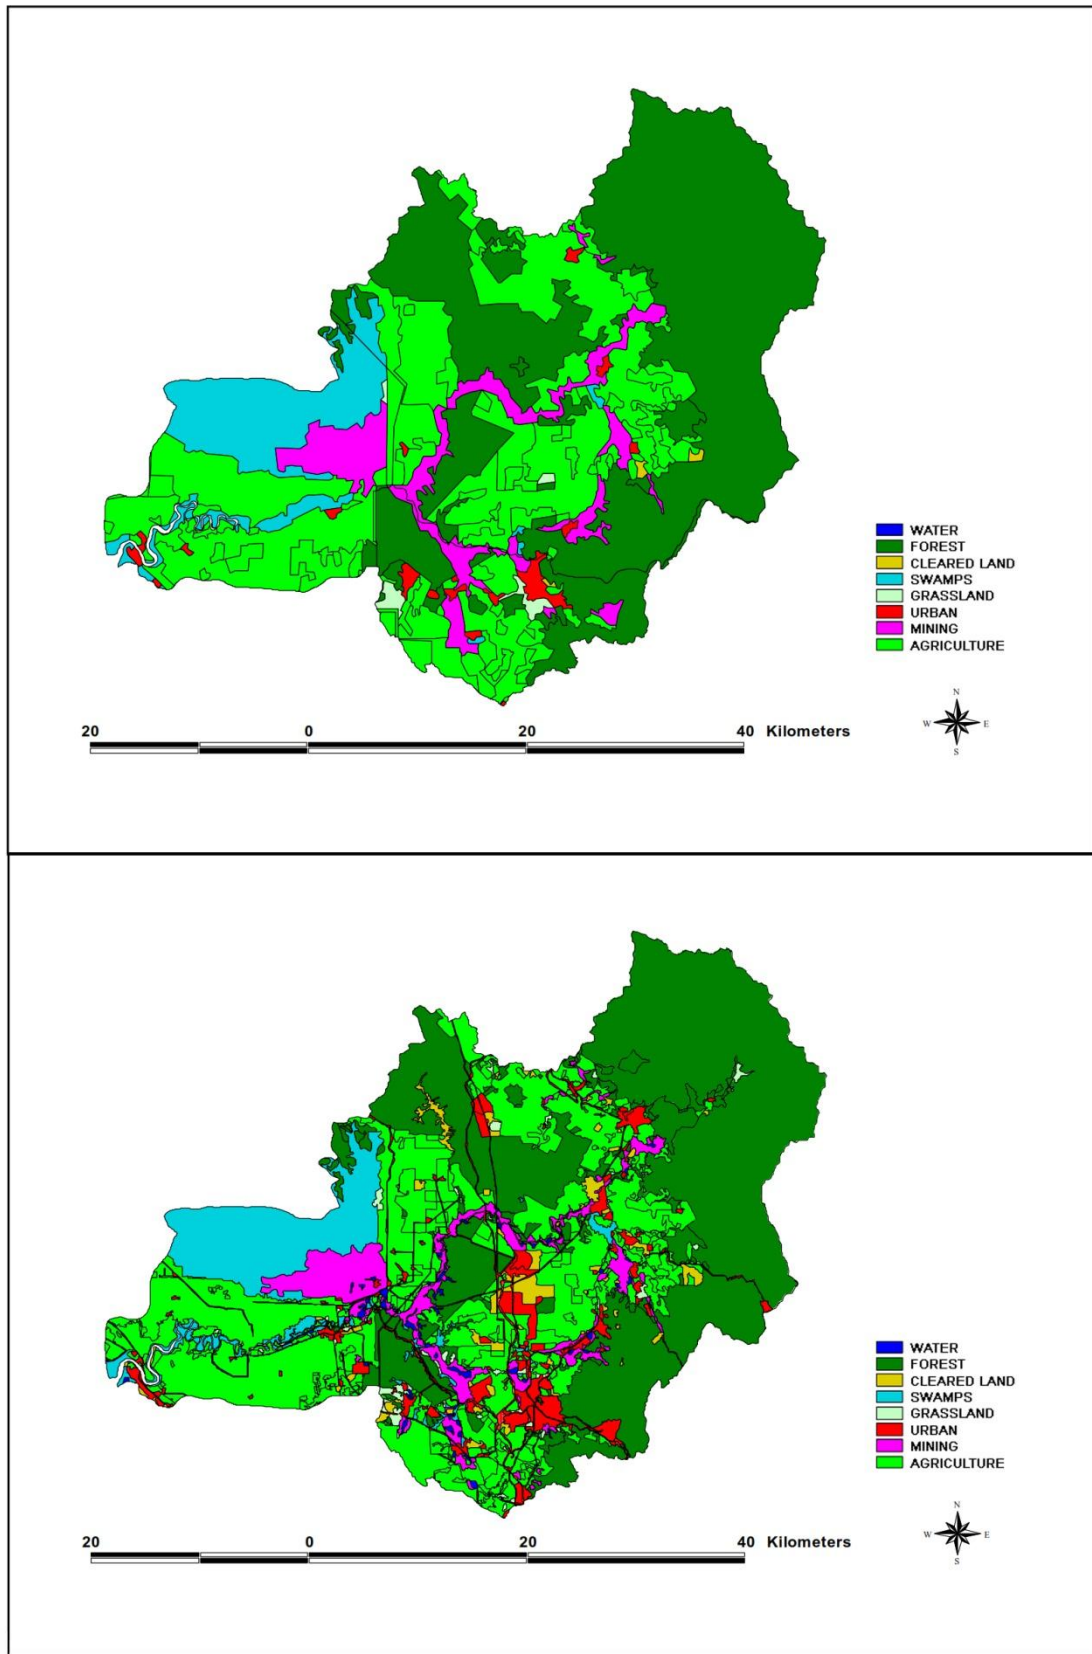 WATER
FOREST
CLEARED LAND
SWAMPS
GRASSLAND
URBAN
MINING
AGRICULTURE
N
W E
S
20 0 20 40 Kilometers
WATER
FOREST
CLEARED LAND
SWAMPS
GRASSLAND
URBAN
MINING
AGRICULTURE
N
W E
S
20 0 20 40 Kilometers